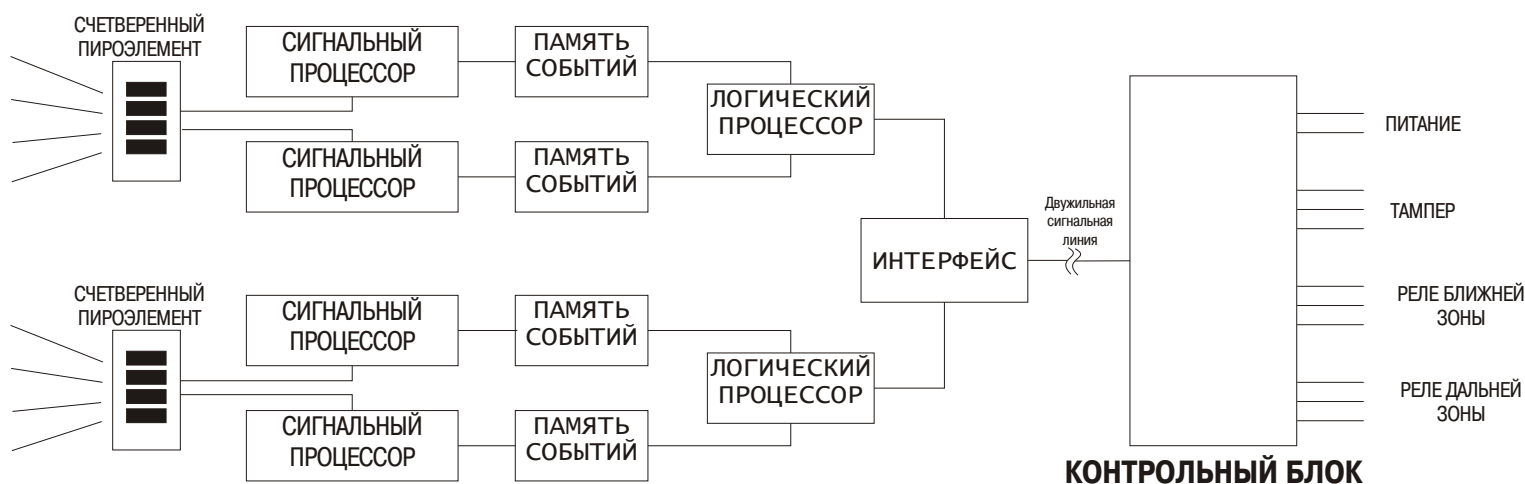 СЧЕТВЕРЕННЫЙ
ПИРОЭЛЕМЕНТ
СИГНАЛЬНЫЙ
ПРОЦЕССОР
ПАМЯТЬ
СОБЫТИЙ
СИГНАЛЬНЫЙ
ПРОЦЕССОР
ПАМЯТЬ
СОБЫТИЙ
ЛОГИЧЕСКИЙ
ПРОЦЕССОР
СЧЕТВЕРЕННЫЙ
ПИРОЭЛЕМЕНТ
СИГНАЛЬНЫЙ
ПРОЦЕССОР
ПАМЯТЬ
СОБЫТИЙ
СИГНАЛЬНЫЙ
ПРОЦЕССОР
ПАМЯТЬ
СОБЫТИЙ
ЛОГИЧЕСКИЙ
ПРОЦЕССОР
ИНТЕРФЕЙС
Двужильная
сигнальная
линия
ПИТАНИЕ
ТАМПЕР
РЕЛЕ БЛИЖНЕЙ
ЗОНЫ
РЕЛЕ ДАЛЬНЕЙ
ЗОНЫ
КОНТРОЛЬНЫЙ БЛОК